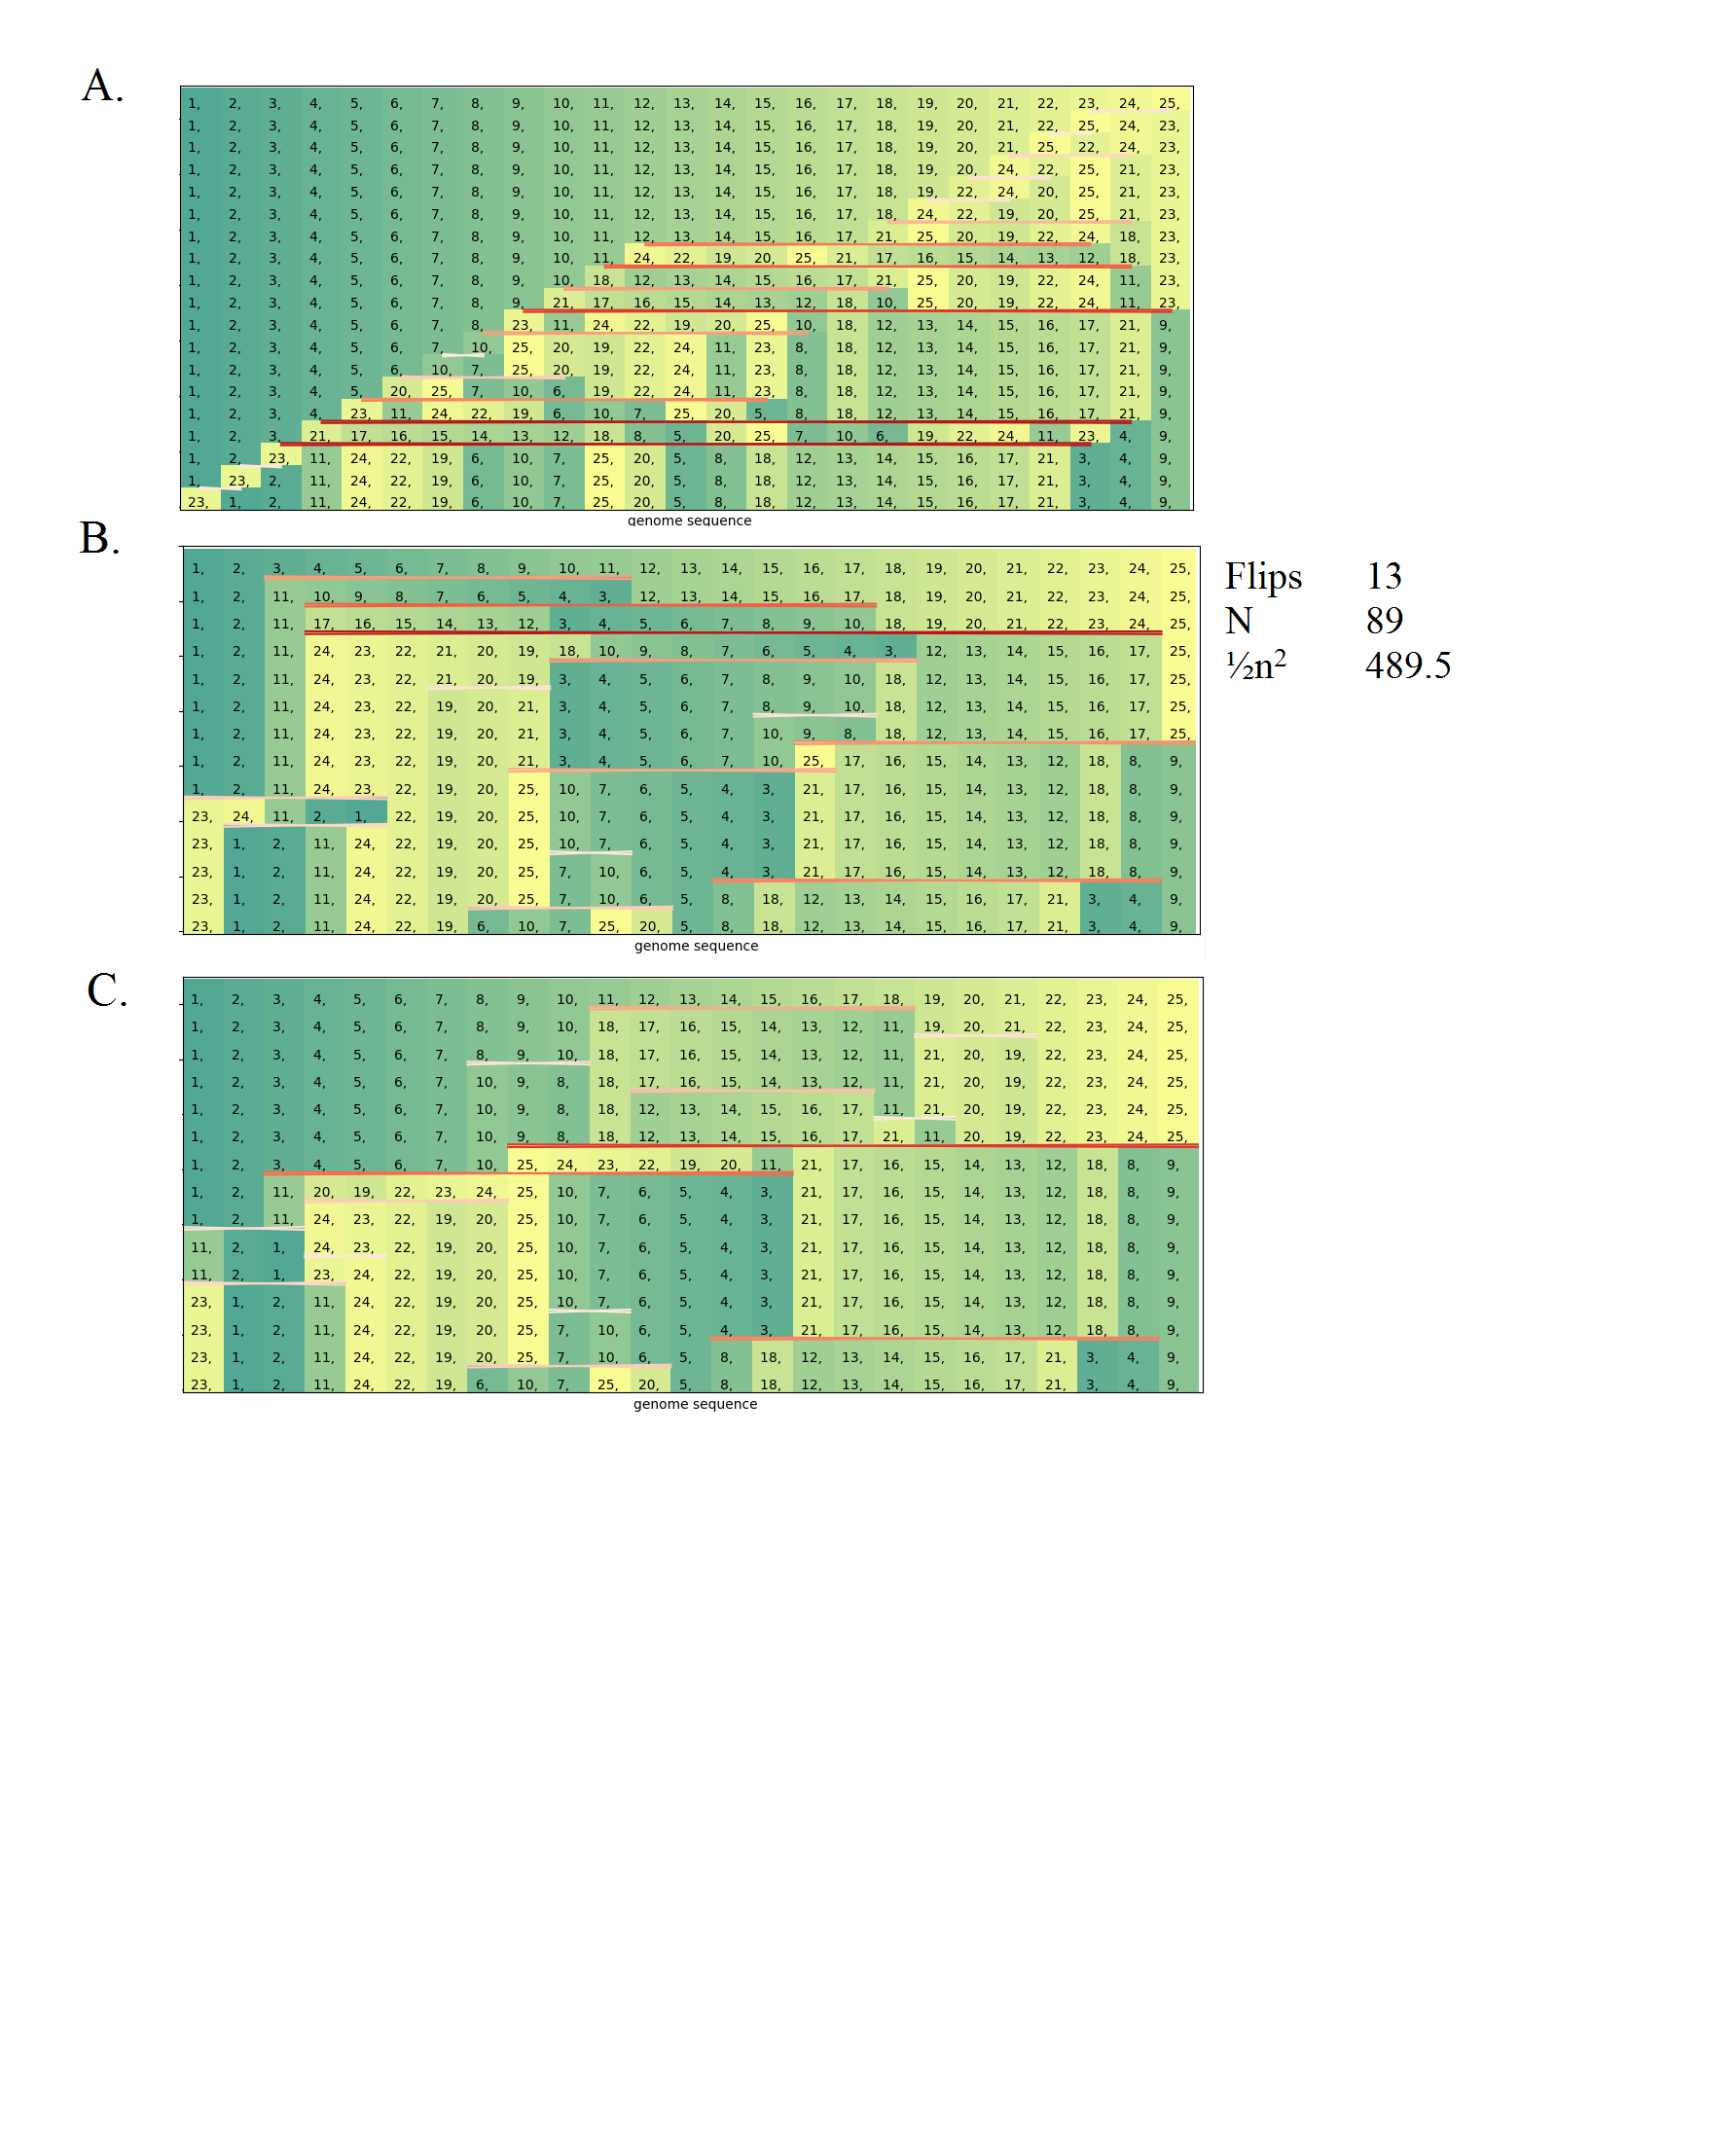 A.
1, 2, 3, 4, 5, 6, 7, 8, 9, 10, 11, 12, 13, 14, 15, 16, 17, 18, 19, 20, 21, 22, 23, 24, 25,
1, 2, 3, 4, 5, 6, 7, 8, 9, 10, 11, 12, 13, 14, 15, 16, 17, 18, 19, 20, 21, 22, 25, 24, 23,
1, 2, 3, 4, 5, 6, 7, 8, 9, 10, 11, 12, 13, 14, 15, 16, 17, 18, 19, 20, 21, 25, 22, 24, 23,
1, 2, 3, 4, 5, 6, 7, 8, 9, 10, 11, 12, 13, 14, 15, 16, 17, 18, 19, 20, 24, 22, 25, 21, 23,
1, 2, 3, 4, 5, 6, 7, 8, 9, 10, 11, 12, 13, 14, 15, 16, 17, 18, 19, 22, 24, 20, 25, 21, 23,
1, 2, 3, 4, 5, 6, 7, 8, 9, 10, 11, 12, 13, 14, 15, 16, 17, 18, 24, 22, 19, 20, 25, 21, 23,
1, 2, 3, 4, 5, 6, 7, 8, 9, 10, 11, 12, 13, 14, 15, 16, 17, 21, 25, 20, 19, 22, 24, 18, 23,
1, 2, 3, 4, 5, 6, 7, 8, 9, 10, 11, 24, 22, 19, 20, 25, 21, 17, 16, 15, 14, 13, 12, 18, 23,
1, 2, 3, 4, 5, 6, 7, 8, 9, 10, 18, 12, 13, 14, 15, 16, 17, 21, 25, 20, 19, 22, 24, 11, 23,
1, 2, 3, 4, 5, 6, 7, 8, 9, 21, 17, 16, 15, 14, 13, 12, 18, 10, 25, 20, 19, 22, 24, 11, 23,
1, 2, 3, 4, 5, 6, 7, 8, 23, 11, 24, 22, 19, 20, 25, 10, 18, 12, 13, 14, 15, 16, 17, 21, 9,
1, 2, 3, 4, 5, 6, 7, 10, 25, 20, 19, 22, 24, 11, 23, 8, 18, 12, 13, 14, 15, 16, 17, 21, 9,
1, 2, 3, 4, 5, 6, 10, 7, 25, 20, 19, 22, 24, 11, 23, 8, 18, 12, 13, 14, 15, 16, 17, 21, 9,
1, 2, 3, 4, 5, 20, 25, 7, 10, 6, 19, 22, 24, 11, 23, 8, 18, 12, 13, 14, 15, 16, 17, 21, 9,
1, 2, 3, 4, 23, 11, 24, 22, 19, 6, 10, 7, 25, 20, 5, 8, 18, 12, 13, 14, 15, 16, 17, 21, 9,
1, 2, 3, 21, 17, 16, 15, 14, 13, 12, 18, 8, 5, 20, 25, 7, 10, 6, 19, 22, 24, 11, 23, 4, 9,
1, 2, 23, 11, 24, 22, 19, 6, 10, 7, 25, 20, 5, 8, 18, 12, 13, 14, 15, 16, 17, 21, 3, 4, 9,
1, 23, 2, 11, 24, 22, 19, 6, 10, 7, 25, 20, 5, 8, 18, 12, 13, 14, 15, 16, 17, 21, 3, 4, 9,
23, 1, 2, 11, 24, 22, 19, 6, 10, 7, 25, 20, 5, 8, 18, 12, 13, 14, 15, 16, 17, 21, 3, 4, 9,
genome sequence
B.
1, 2, 3, 4, 5, 6, 7, 8, 9, 10, 11, 12, 13, 14, 15, 16, 17, 18, 19, 20, 21, 22, 23, 24, 25,
1, 2, 11, 10, 9, 8, 7, 6, 5, 4, 3, 12, 13, 14, 15, 16, 17, 18, 19, 20, 21, 22, 23, 24, 25,
1, 2, 11, 17, 16, 15, 14, 13, 12, 3, 4, 5, 6, 7, 8, 9, 10, 18, 19, 20, 21, 22, 23, 24, 25,
1, 2, 11, 24, 23, 22, 21, 20, 19, 18, 10, 9, 8, 7, 6, 5, 4, 3, 12, 13, 14, 15, 16, 17, 25,
1, 2, 11, 24, 23, 22, 21, 20, 19, 3, 4, 5, 6, 7, 8, 9, 10, 18, 12, 13, 14, 15, 16, 17, 25,
1, 2, 11, 24, 23, 22, 19, 20, 21, 3, 4, 5, 6, 7, 8, 9, 10, 18, 12, 13, 14, 15, 16, 17, 25,
1, 2, 11, 24, 23, 22, 19, 20, 21, 3, 4, 5, 6, 7, 10, 9, 8, 18, 12, 13, 14, 15, 16, 17, 25,
1, 2, 11, 24, 23, 22, 19, 20, 21, 3, 4, 5, 6, 7, 10, 25, 17, 16, 15, 14, 13, 12, 18, 8, 9,
1, 2, 11, 24, 23, 22, 19, 20, 25, 10, 7, 6, 5, 4, 3, 21, 17, 16, 15, 14, 13, 12, 18, 8, 9,
23, 24, 11, 2, 1, 22, 19, 20, 25, 10, 7, 6, 5, 4, 3, 21, 17, 16, 15, 14, 13, 12, 18, 8, 9,
23, 1, 2, 11, 24, 22, 19, 20, 25, 10, 7, 6, 5, 4, 3, 21, 17, 16, 15, 14, 13, 12, 18, 8, 9,
23, 1, 2, 11, 24, 22, 19, 20, 25, 7, 10, 6, 5, 4, 3, 21, 17, 16, 15, 14, 13, 12, 18, 8, 9,
23, 1, 2, 11, 24, 22, 19, 20, 25, 7, 10, 6, 5, 8, 18, 12, 13, 14, 15, 16, 17, 21, 3, 4, 9,
23, 1, 2, 11, 24, 22, 19, 6, 10, 7, 25, 20, 5, 8, 18, 12, 13, 14, 15, 16, 17, 21, 3, 4, 9,
genome sequence
Flips 13
N 89
½n² 489.5
C.
1, 2, 3, 4, 5, 6, 7, 8, 9, 10, 11, 12, 13, 14, 15, 16, 17, 18, 19, 20, 21, 22, 23, 24, 25,
1, 2, 3, 4, 5, 6, 7, 8, 9, 10, 18, 17, 16, 15, 14, 13, 12, 11, 19, 20, 21, 22, 23, 24, 25,
1, 2, 3, 4, 5, 6, 7, 8, 9, 10, 18, 17, 16, 15, 14, 13, 12, 11, 21, 20, 19, 22, 23, 24, 25,
1, 2, 3, 4, 5, 6, 7, 10, 9, 8, 18, 17, 16, 15, 14, 13, 12, 11, 21, 20, 19, 22, 23, 24, 25,
1, 2, 3, 4, 5, 6, 7, 10, 9, 8, 18, 12, 13, 14, 15, 16, 17, 11, 21, 20, 19, 22, 23, 24, 25,
1, 2, 3, 4, 5, 6, 7, 10, 9, 8, 18, 12, 13, 14, 15, 16, 17, 21, 11, 20, 19, 22, 23, 24, 25,
1, 2, 3, 4, 5, 6, 7, 10, 25, 24, 23, 22, 19, 20, 11, 21, 17, 16, 15, 14, 13, 12, 18, 8, 9,
1, 2, 11, 20, 19, 22, 23, 24, 25, 10, 7, 6, 5, 4, 3, 21, 17, 16, 15, 14, 13, 12, 18, 8, 9,
1, 2, 11, 24, 23, 22, 19, 20, 25, 10, 7, 6, 5, 4, 3, 21, 17, 16, 15, 14, 13, 12, 18, 8, 9,
11, 2, 1, 24, 23, 22, 19, 20, 25, 10, 7, 6, 5, 4, 3, 21, 17, 16, 15, 14, 13, 12, 18, 8, 9,
11, 2, 1, 23, 24, 22, 19, 20, 25, 10, 7, 6, 5, 4, 3, 21, 17, 16, 15, 14, 13, 12, 18, 8, 9,
23, 1, 2, 11, 24, 22, 19, 20, 25, 10, 7, 6, 5, 4, 3, 21, 17, 16, 15, 14, 13, 12, 18, 8, 9,
23, 1, 2, 11, 24, 22, 19, 20, 25, 7, 10, 6, 5, 4, 3, 21, 17, 16, 15, 14, 13, 12, 18, 8, 9,
23, 1, 2, 11, 24, 22, 19, 20, 25, 7, 10, 6, 5, 8, 18, 12, 13, 14, 15, 16, 17, 21, 3, 4, 9,
23, 1, 2, 11, 24, 22, 19, 6, 10, 7, 25, 20, 5, 8, 18, 12, 13, 14, 15, 16, 17, 21, 3, 4, 9,
genome sequence